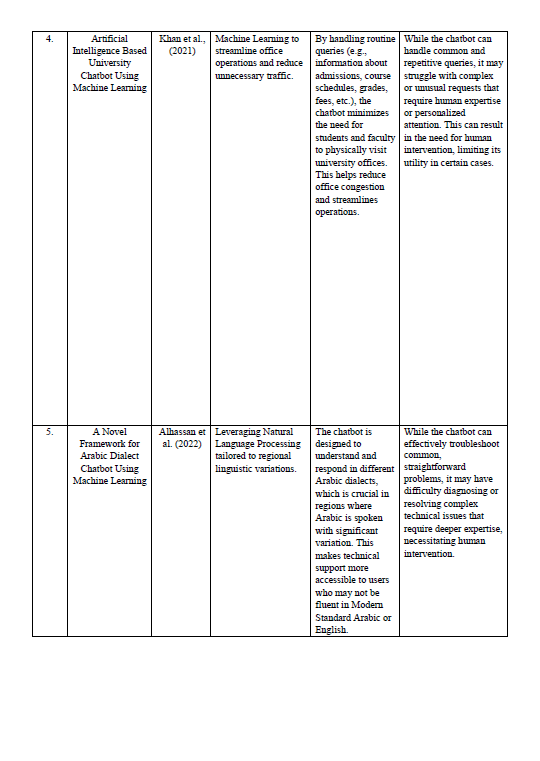 4.
Artificial
Intelligence Based
University
Chatbot Using
Machine Learning
Khan et al.,
(2021)
Machine Learning to
streamline office
operations and reduce
unnecessary traffic.
By handling routine
queries (e.g.,
information about
admissions, course
schedules, grades,
fees, etc.), the
chatbot minimizes
the need for
students and faculty
to physically visit
university offices.
This helps reduce
office congestion
and streamlines
operations.
While the chatbot can
handle common and
repetitive queries, it may
struggle with complex
or unusual requests that
require human expertise
or personalized
attention. This can result
in the need for human
intervention, limiting its
utility in certain cases.
5.
A Novel
Framework for
Arabic Dialect
Chatbot Using
Machine Learning
Alhassan et
al. (2022)
Leveraging Natural
Language Processing
tailored to regional
linguistic variations.
The chatbot is
designed to
understand and
respond in different
Arabic dialects,
which is crucial in
regions where
Arabic is spoken
with significant
variation. This
makes technical
support more
accessible to users
who may not be
fluent in Modern
Standard Arabic or
English.
While the chatbot can
effectively troubleshoot
common,
straightforward
problems, it may have
difficulty diagnosing or
resolving complex
technical issues that
require deeper expertise,
necessitating human
intervention.